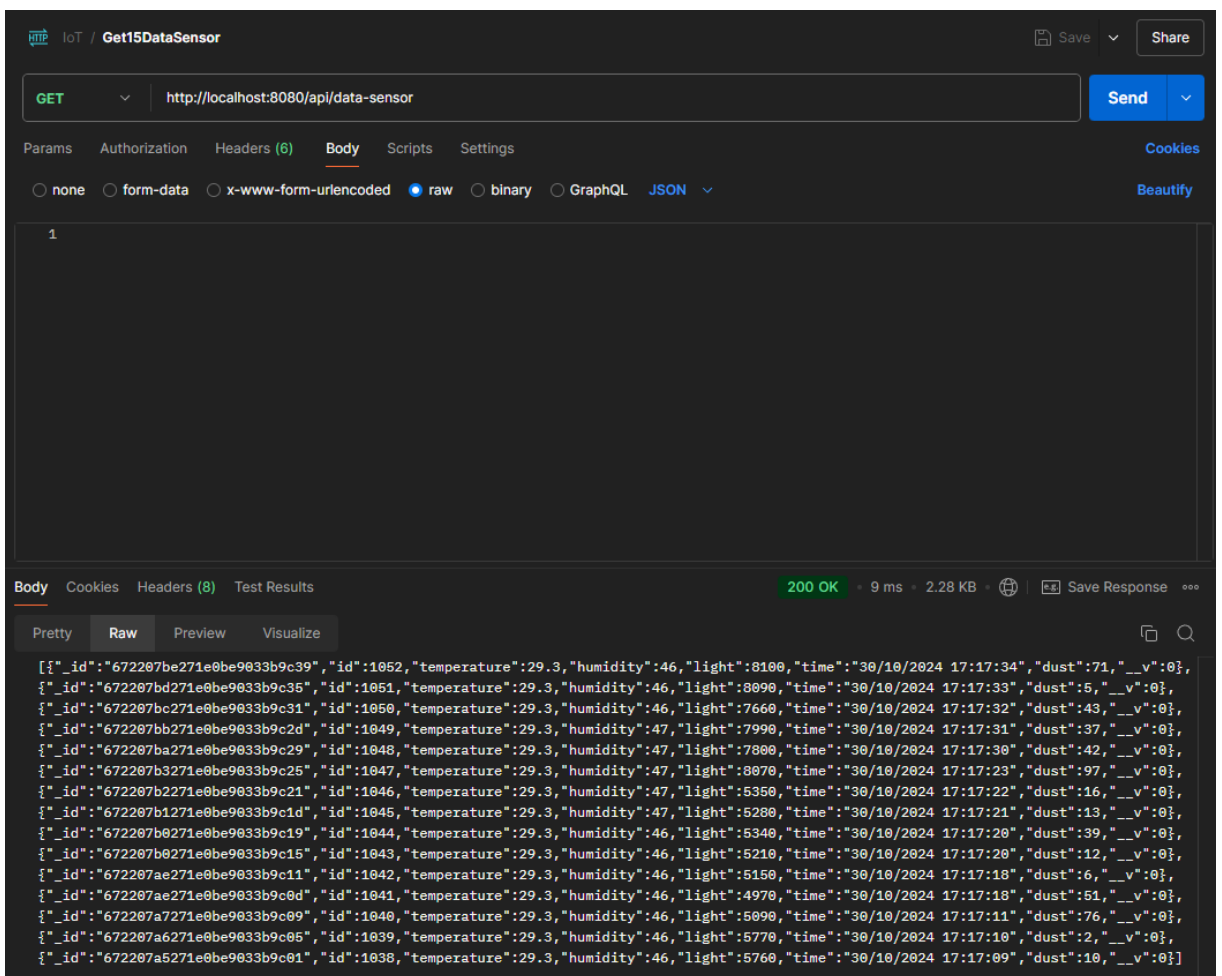 HTTP IoT / Get15DataSensor Save Share
GET http://localhost:8080/api/data-sensor Send
Params Authorization Headers (6) Body Scripts Settings Cookies
none form-data x-www-form-urlencoded raw binary GraphQL JSON Beautify
1
Body Cookies Headers (8) Test Results 200 OK 9 ms 2.28 KB e.g. Save Response
Pretty Raw Preview Visualize
[{"_id":"672207be271e0be9033b9c39","id":1052,"temperature":29.3,"humidity":46,"light":8100,"time":"30/10/2024 17:17:34","dust":71,"__v":0},
{"_id":"672207bd271e0be9033b9c35","id":1051,"temperature":29.3,"humidity":46,"light":8090,"time":"30/10/2024 17:17:33","dust":5,"__v":0},
{"_id":"672207bc271e0be9033b9c31","id":1050,"temperature":29.3,"humidity":46,"light":7660,"time":"30/10/2024 17:17:32","dust":43,"__v":0},
{"_id":"672207bb271e0be9033b9c2d","id":1049,"temperature":29.3,"humidity":47,"light":7990,"time":"30/10/2024 17:17:31","dust":37,"__v":0},
{"_id":"672207ba271e0be9033b9c29","id":1048,"temperature":29.3,"humidity":47,"light":7800,"time":"30/10/2024 17:17:30","dust":42,"__v":0},
{"_id":"672207b3271e0be9033b9c25","id":1047,"temperature":29.3,"humidity":47,"light":8070,"time":"30/10/2024 17:17:23","dust":97,"__v":0},
{"_id":"672207b2271e0be9033b9c21","id":1046,"temperature":29.3,"humidity":47,"light":5350,"time":"30/10/2024 17:17:22","dust":16,"__v":0},
{"_id":"672207b1271e0be9033b9c1d","id":1045,"temperature":29.3,"humidity":47,"light":5280,"time":"30/10/2024 17:17:21","dust":13,"__v":0},
{"_id":"672207b0271e0be9033b9c19","id":1044,"temperature":29.3,"humidity":46,"light":5340,"time":"30/10/2024 17:17:20","dust":39,"__v":0},
{"_id":"672207b0271e0be9033b9c15","id":1043,"temperature":29.3,"humidity":46,"light":5210,"time":"30/10/2024 17:17:20","dust":12,"__v":0},
{"_id":"672207ae271e0be9033b9c11","id":1042,"temperature":29.3,"humidity":46,"light":5150,"time":"30/10/2024 17:17:18","dust":6,"__v":0},
{"_id":"672207ae271e0be9033b9c0d","id":1041,"temperature":29.3,"humidity":46,"light":4970,"time":"30/10/2024 17:17:18","dust":51,"__v":0},
{"_id":"672207a7271e0be9033b9c09","id":1040,"temperature":29.3,"humidity":46,"light":5090,"time":"30/10/2024 17:17:11","dust":76,"__v":0},
{"_id":"672207a6271e0be9033b9c05","id":1039,"temperature":29.3,"humidity":46,"light":5770,"time":"30/10/2024 17:17:10","dust":2,"__v":0},
{"_id":"672207a5271e0be9033b9c01","id":1038,"temperature":29.3,"humidity":46,"light":5760,"time":"30/10/2024 17:17:09","dust":10,"__v":0}]